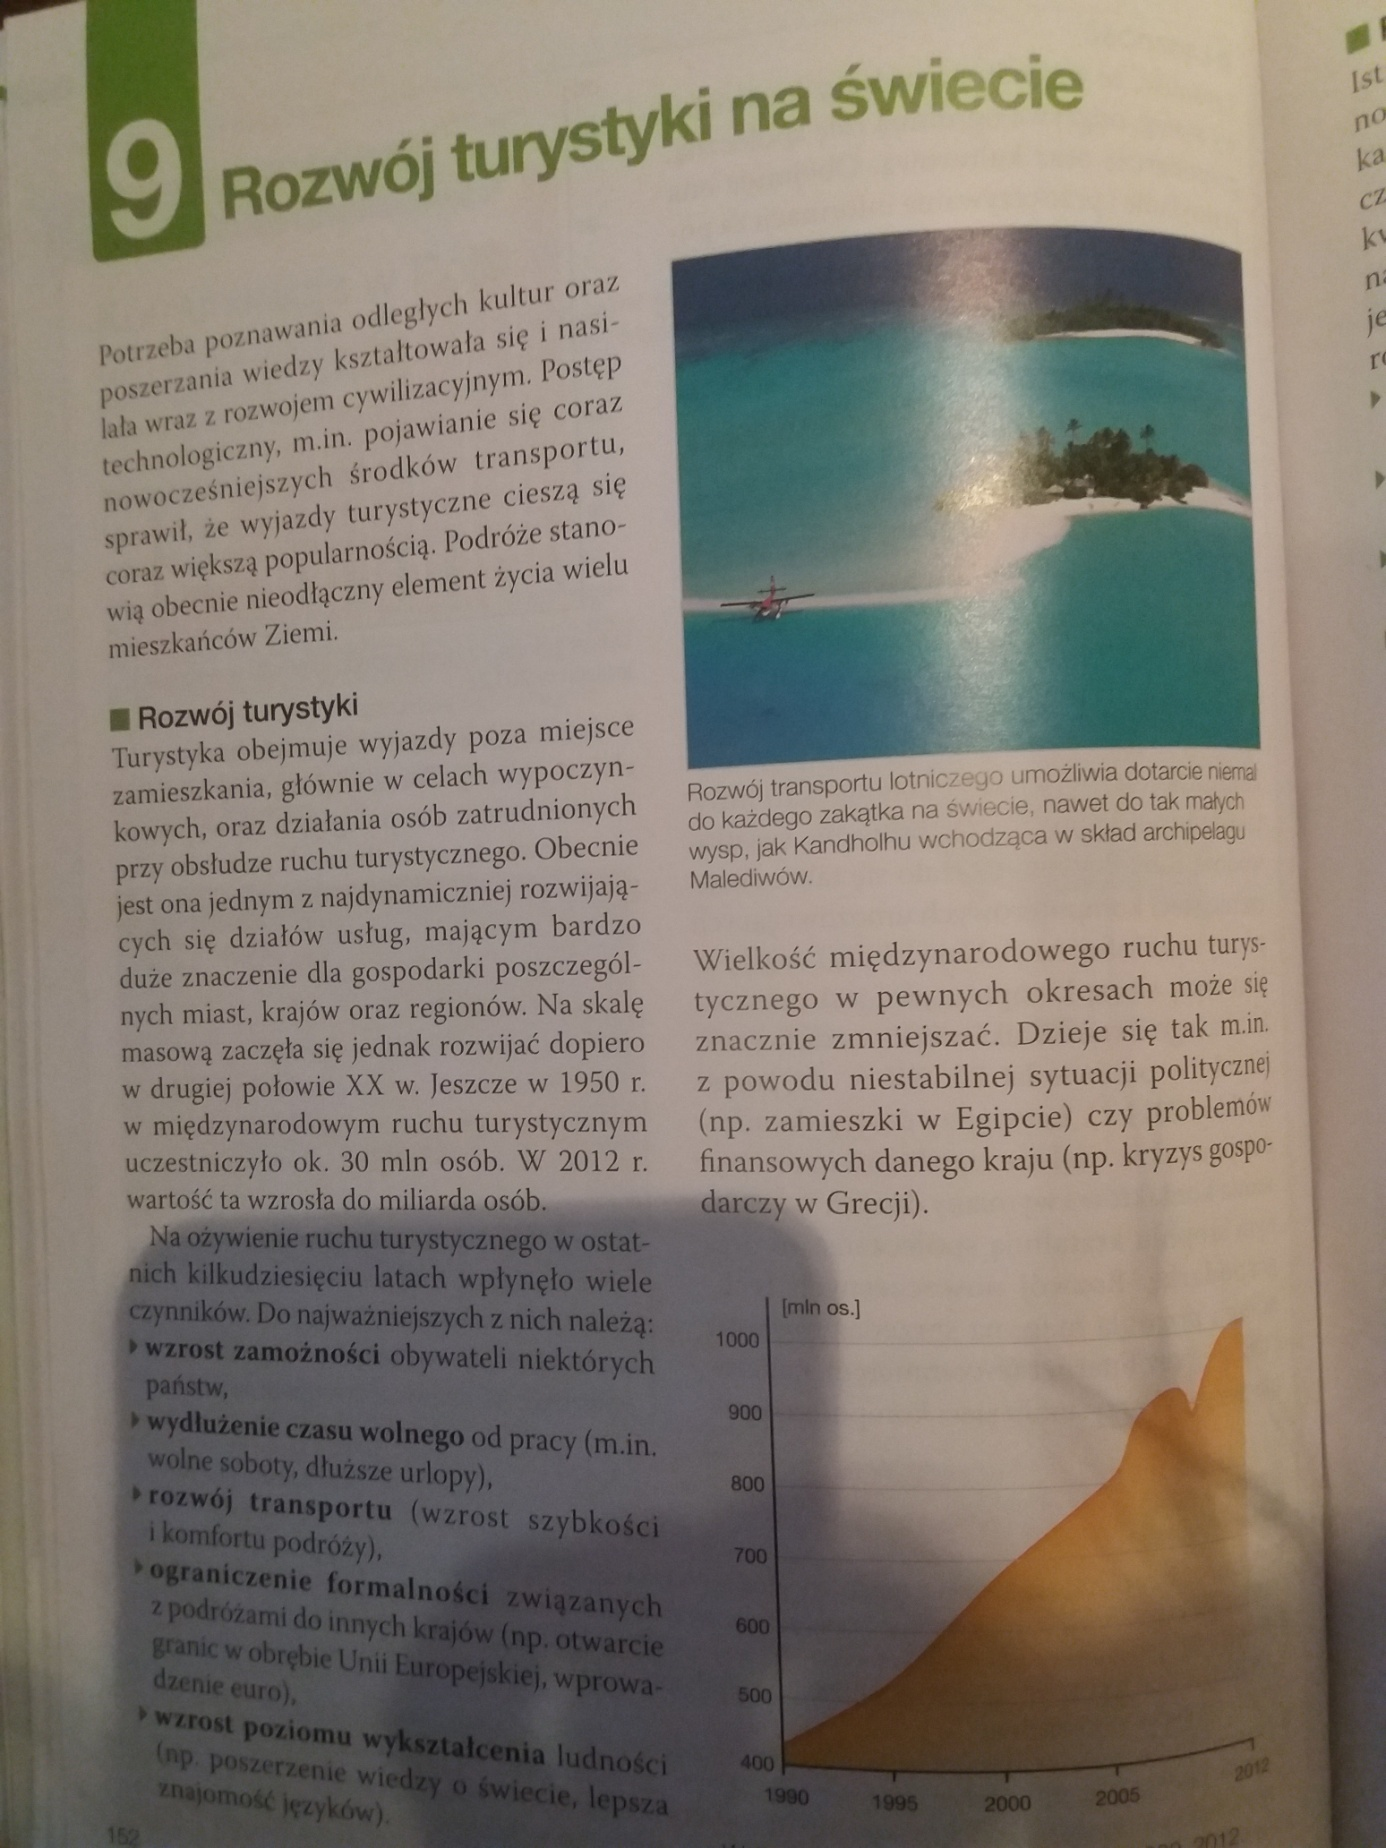 9 Rozwój turystyki na świecie
Potrzeba poznawania odległych kultur oraz
poszerzania wiedzy kształtowała się i nasi-
lała wraz z rozwojem cywilizacyjnym. Postęp
technologiczny, m.in. pojawianie się coraz
nowocześniejszych środków transportu,
sprawił, że wyjazdy turystyczne cieszą się
coraz większą popularnością. Podróże stano-
wią obecnie nieodłączny element życia wielu
mieszkańców Ziemi.
Rozwój turystyki
Turystyka obejmuje wyjazdy poza miejsce
zamieszkania, głównie w celach wypoczyn-
kowych, oraz działania osób zatrudnionych
przy obsłudze ruchu turystycznego. Obecnie
jest ona jednym z najdynamiczniej rozwijają-
cych się działów usług, mającym bardzo
duże znaczenie dla gospodarki poszczegól-
nych miast, krajów oraz regionów. Na skalę
masową zaczęła się jednak rozwijać dopiero
w drugiej połowie XX w. Jeszcze w 1950 r.
w międzynarodowym ruchu turystycznym
uczestniczyło ok. 30 mln osób. W 2012 r.
wartość ta wzrosła do miliarda osób.
Na ożywienie ruchu turystycznego w ostat-
nich kilkudziesięciu latach wpłynęło wiele
czynników. Do najważniejszych z nich należą:
wzrost zamożności obywateli niektórych
państw,
wydłużenie czasu wolnego od pracy (m.in.
wolne soboty, dłuższe urlopy),
rozwój transportu (wzrost szybkości
i komfortu podróży),
ograniczenie formalności związanych
z podróżami do innych krajów (np. otwarcie
granic w obrębie Unii Europejskiej, wprowa-
dzenie euro),
wzrost poziomu wykształcenia ludności
(np. poszerzenie wiedzy o świecie, lepsza
znajomość języków).
152
Rozwój transportu lotniczego umożliwia dotarcie niemal
do każdego zakątka na świecie, nawet do tak małych
wysp, jak Kandholhu wchodząca w skład archipelagu
Malediwów.
Wielkość międzynarodowego ruchu turys-
tycznego w pewnych okresach może się
znacznie zmniejszać. Dzieje się tak m.in.
z powodu niestabilnej sytuacji politycznej
(np. zamieszki w Egipcie) czy problemów
finansowych danego kraju (np. kryzys gospo-
darczy w Grecji).
[mln os.]
1000
900
800
700
600
500
400
1990 1995 2000 2005 2012
2012